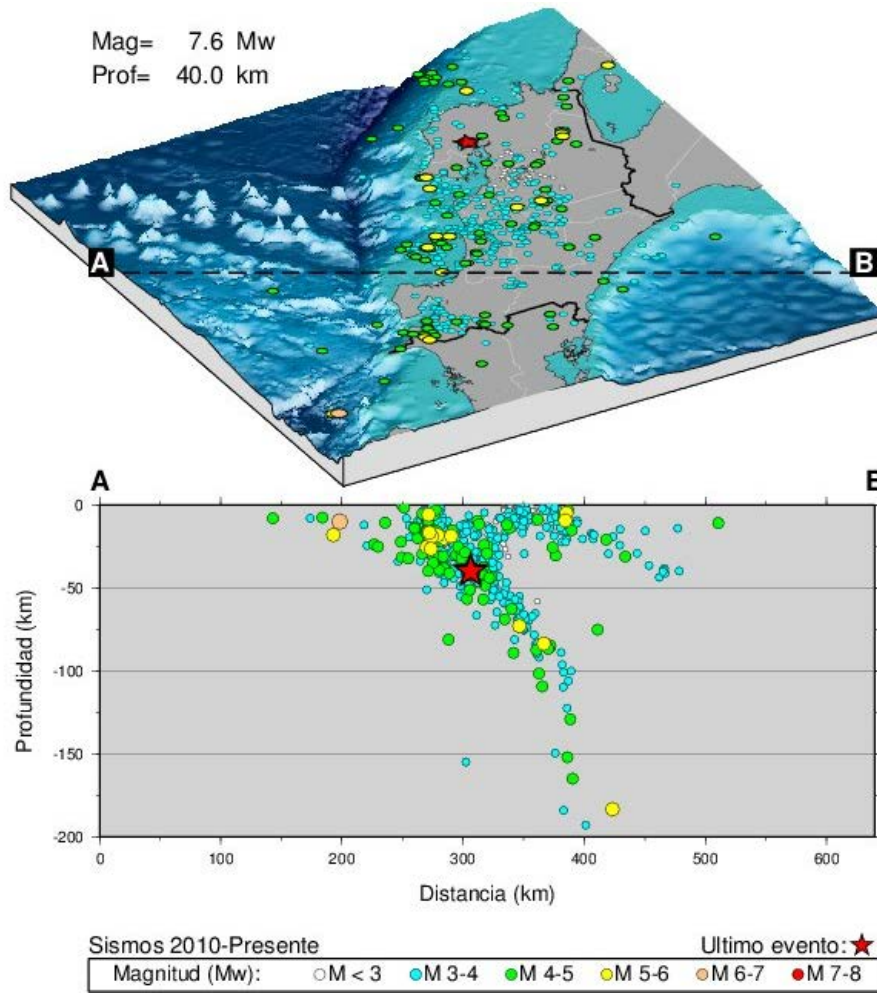 Mag= 7.6 Mw
Prof= 40.0 km
A B
A B
0
-50
-100
-150
-200
Profundidad (km)
0 100 200 300 400 500 600
Distancia (km)
Sismos 2010-Presente Ultimo evento:
Magnitud (Mw): M < 3 M 3-4 M 4-5 M 5-6 M 6-7 M 7-8